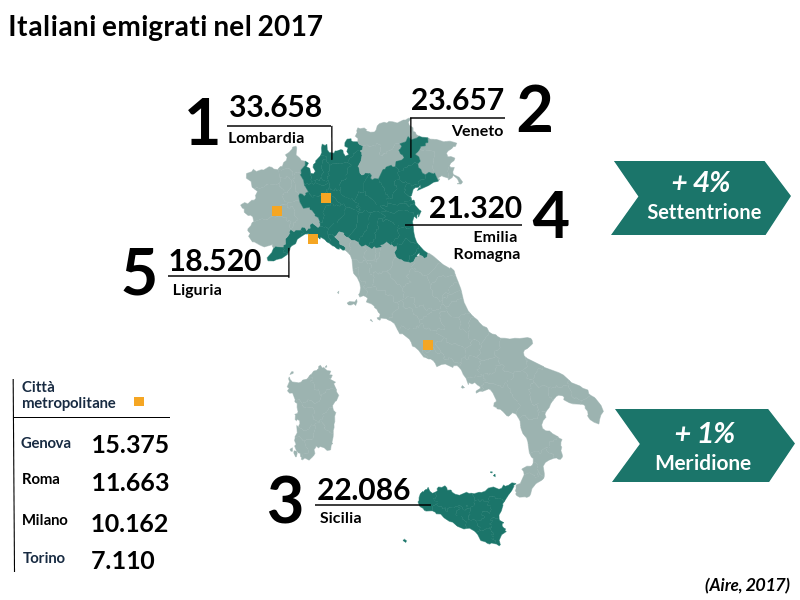 Italiani emigrati nel 2017
1
33.658
Lombardia
23.657
Veneto
2
+ 4%
Settentrione
21.320
Emilia
Romagna
4
5
18.520
Liguria
Città
metropolitane
Genova 15.375
Roma 11.663
Milano 10.162
Torino 7.110
+ 1%
Meridione
3
22.086
Sicilia
(Aire, 2017)